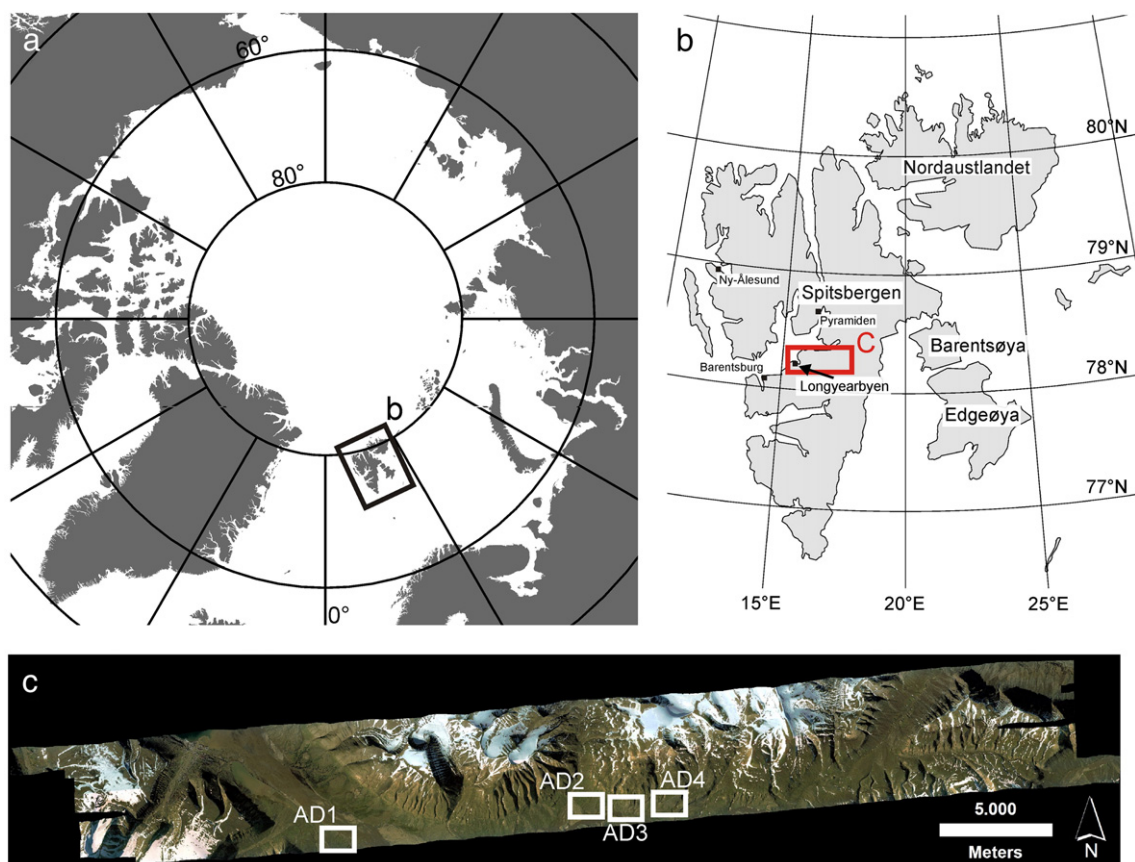 a
60°
80°
b
0°
b
80°N
Nordaustlandet
79°N
Ny-Ålesund
Spitsbergen
Pyramiden
C
Barentsøya
Barentsburg
78°N
Longyearbyen
Edgeøya
77°N
15°E
20°E
25°E
c
AD1
AD2
AD3
AD4
5.000
Meters
N